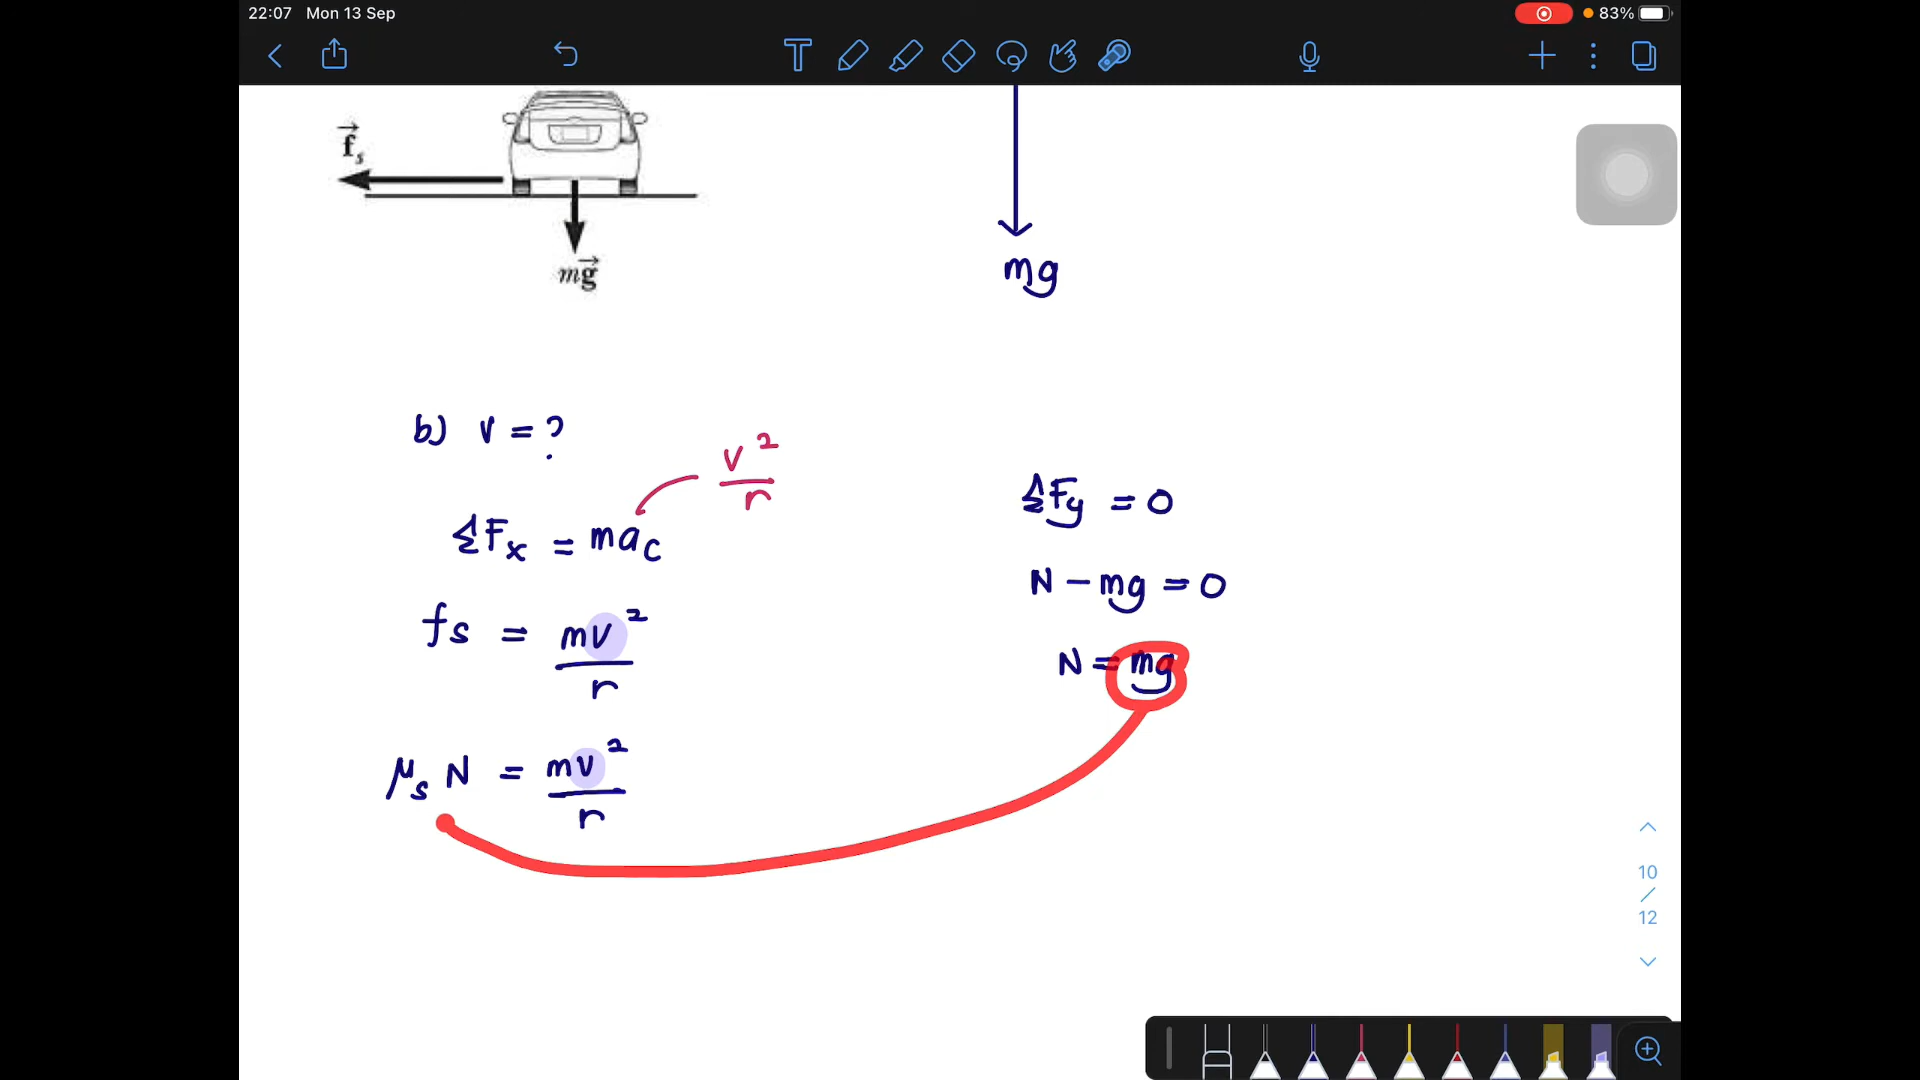 22:07 Mon 13 Sep 83%
f⃗s
mg⃗
mg
b) v = ?
v²/r
ΣFx = mac
fs = mv²/r
μs N = mv²/r
ΣFy = 0
N - mg = 0
N = mg
10
/
12